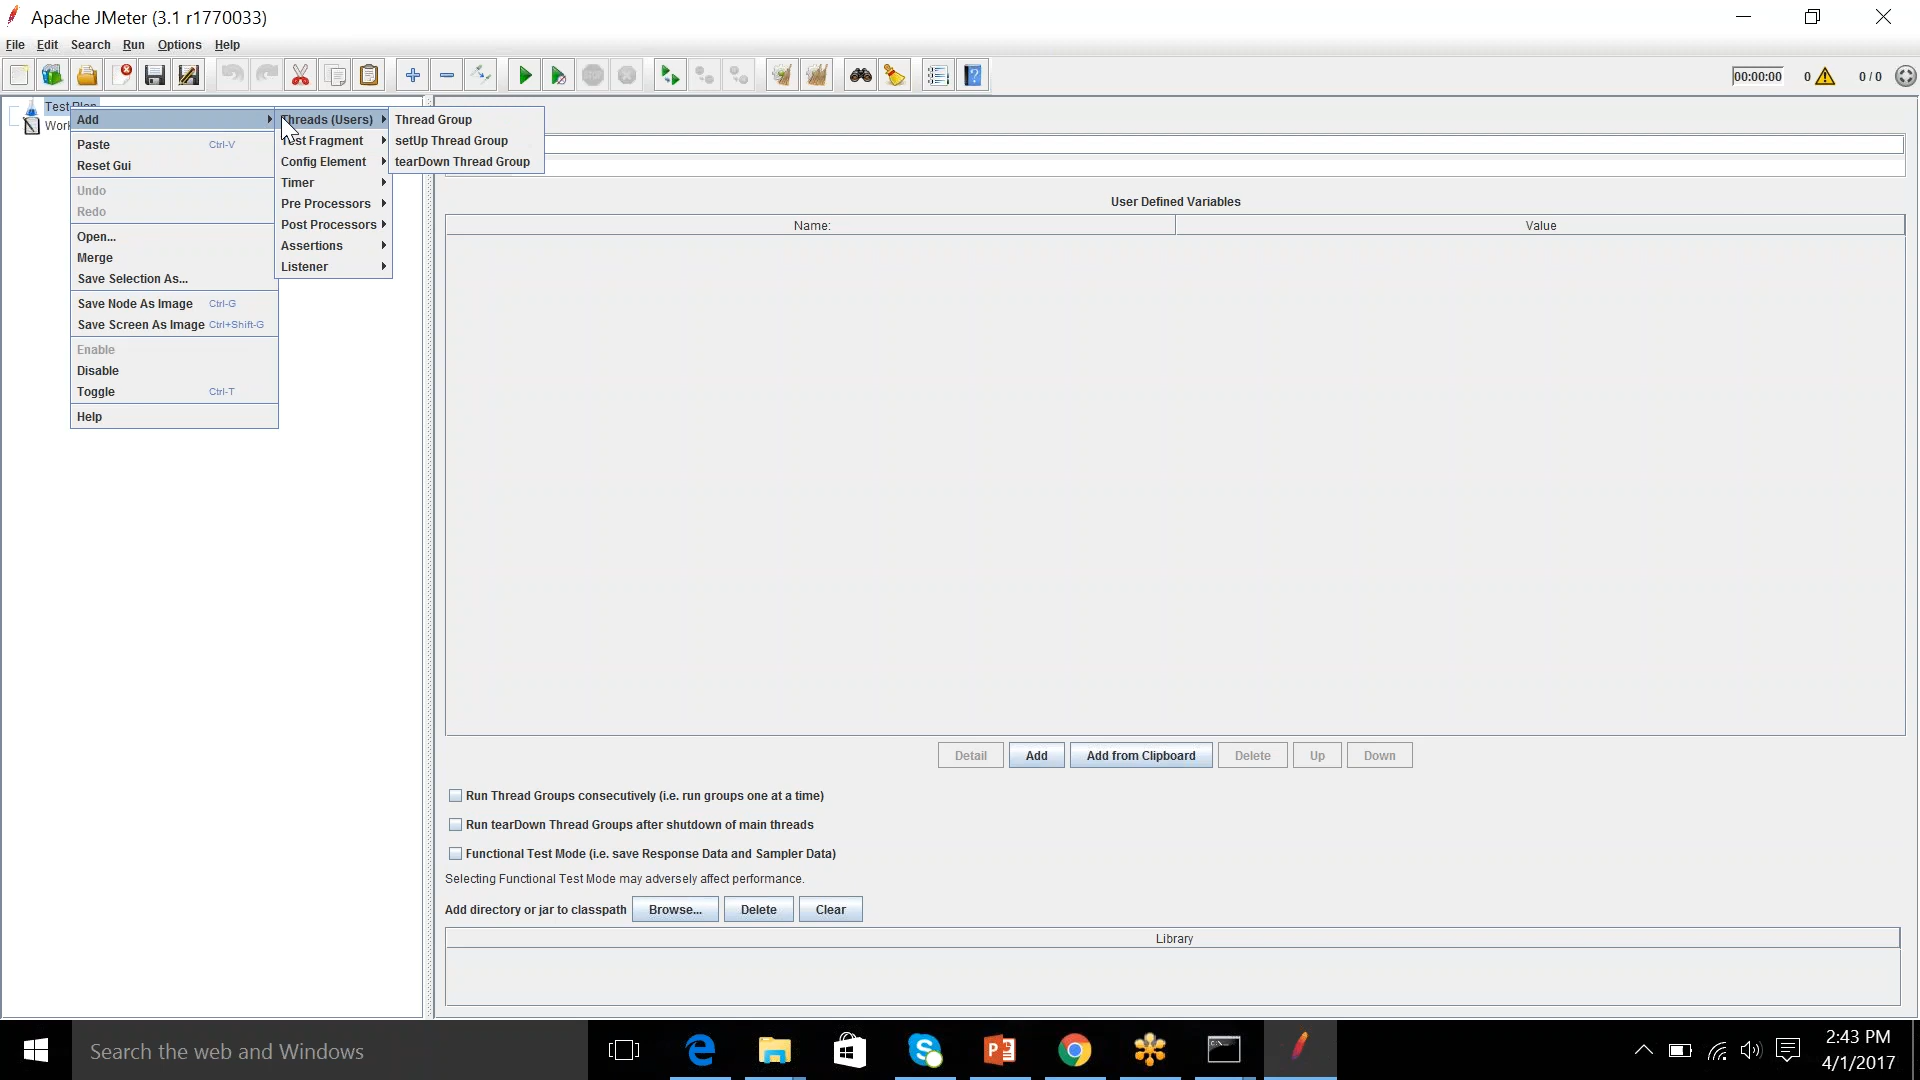 Apache JMeter (3.1 r1770033)
File Edit Search Run Options Help
00:00:00 0 0 / 0
Add
Paste Ctrl-V
Reset Gui
Undo
Redo
Open...
Merge
Save Selection As...
Save Node As Image Ctrl-G
Save Screen As Image Ctrl+Shift-G
Enable
Disable
Toggle Ctrl-T
Help
Threads (Users)
Test Fragment
Config Element
Timer
Pre Processors
Post Processors
Assertions
Listener
Thread Group
setUp Thread Group
tearDown Thread Group
User Defined Variables
Name: Value
Detail Add Add from Clipboard Delete Up Down
Run Thread Groups consecutively (i.e. run groups one at a time)
Run tearDown Thread Groups after shutdown of main threads
Functional Test Mode (i.e. save Response Data and Sampler Data)
Selecting Functional Test Mode may adversely affect performance.
Add directory or jar to classpath Browse... Delete Clear
Library
Search the web and Windows
2:43 PM
4/1/2017